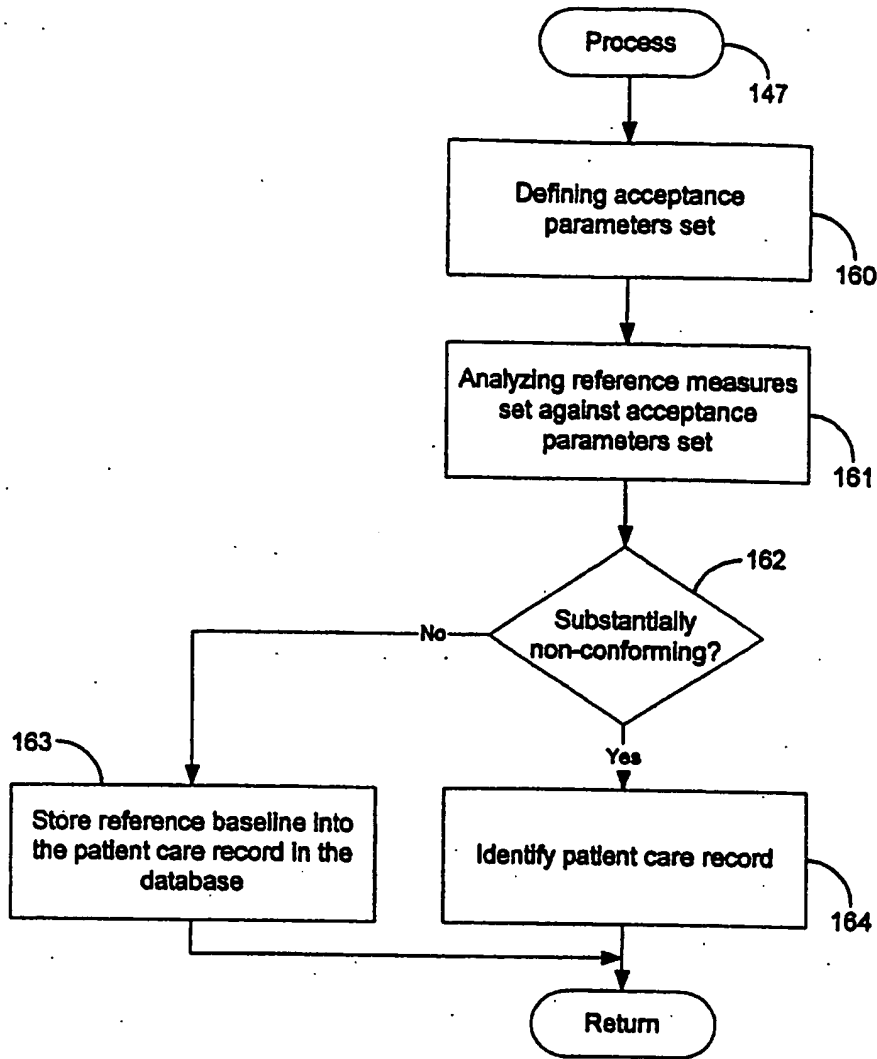 Process
147
Defining acceptance
parameters set
160
Analyzing reference measures
set against acceptance
parameters set
161
162
Substantially
non-conforming?
No
Yes
163
Store reference baseline into
the patient care record in the
database
Identify patient care record
164
Return